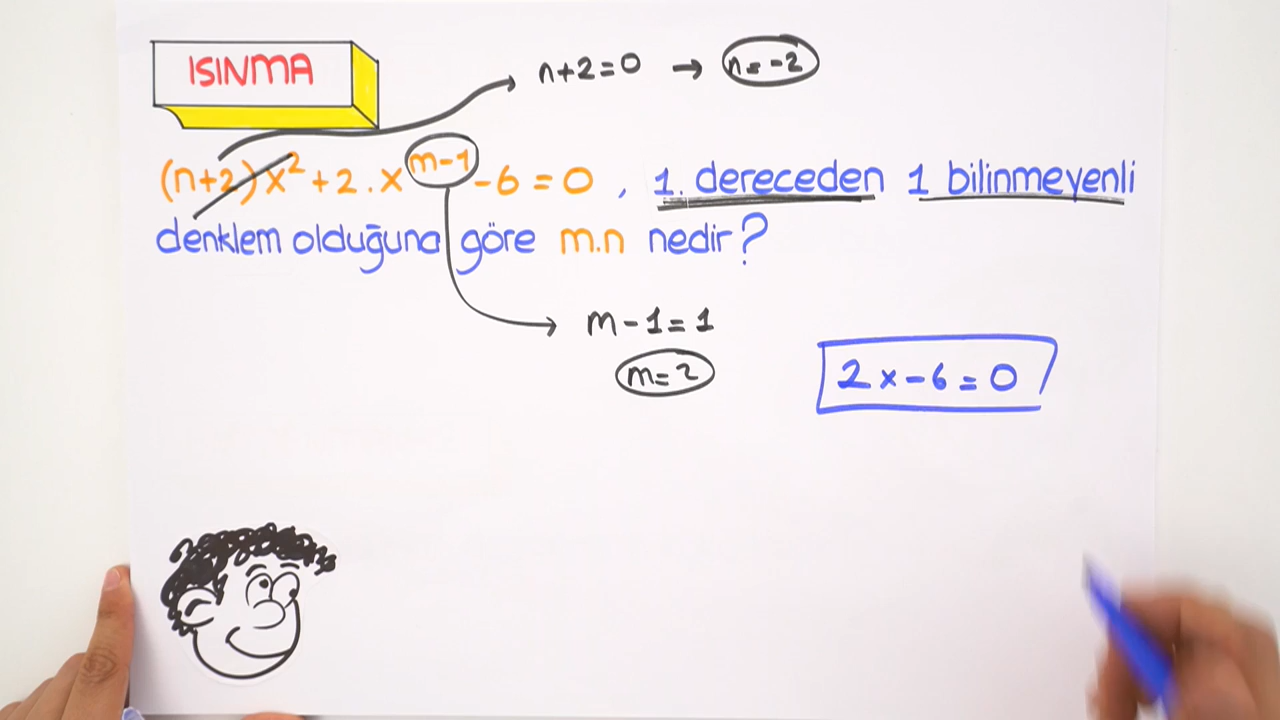 ISINMA
n+2=0 → n=-2
(n+2)x²+2.x^(m-1)-6=0, 1. dereceden 1 bilinmeyenli
denklem olduğuna göre m.n nedir?
m-1=1
m=2
2x-6=0